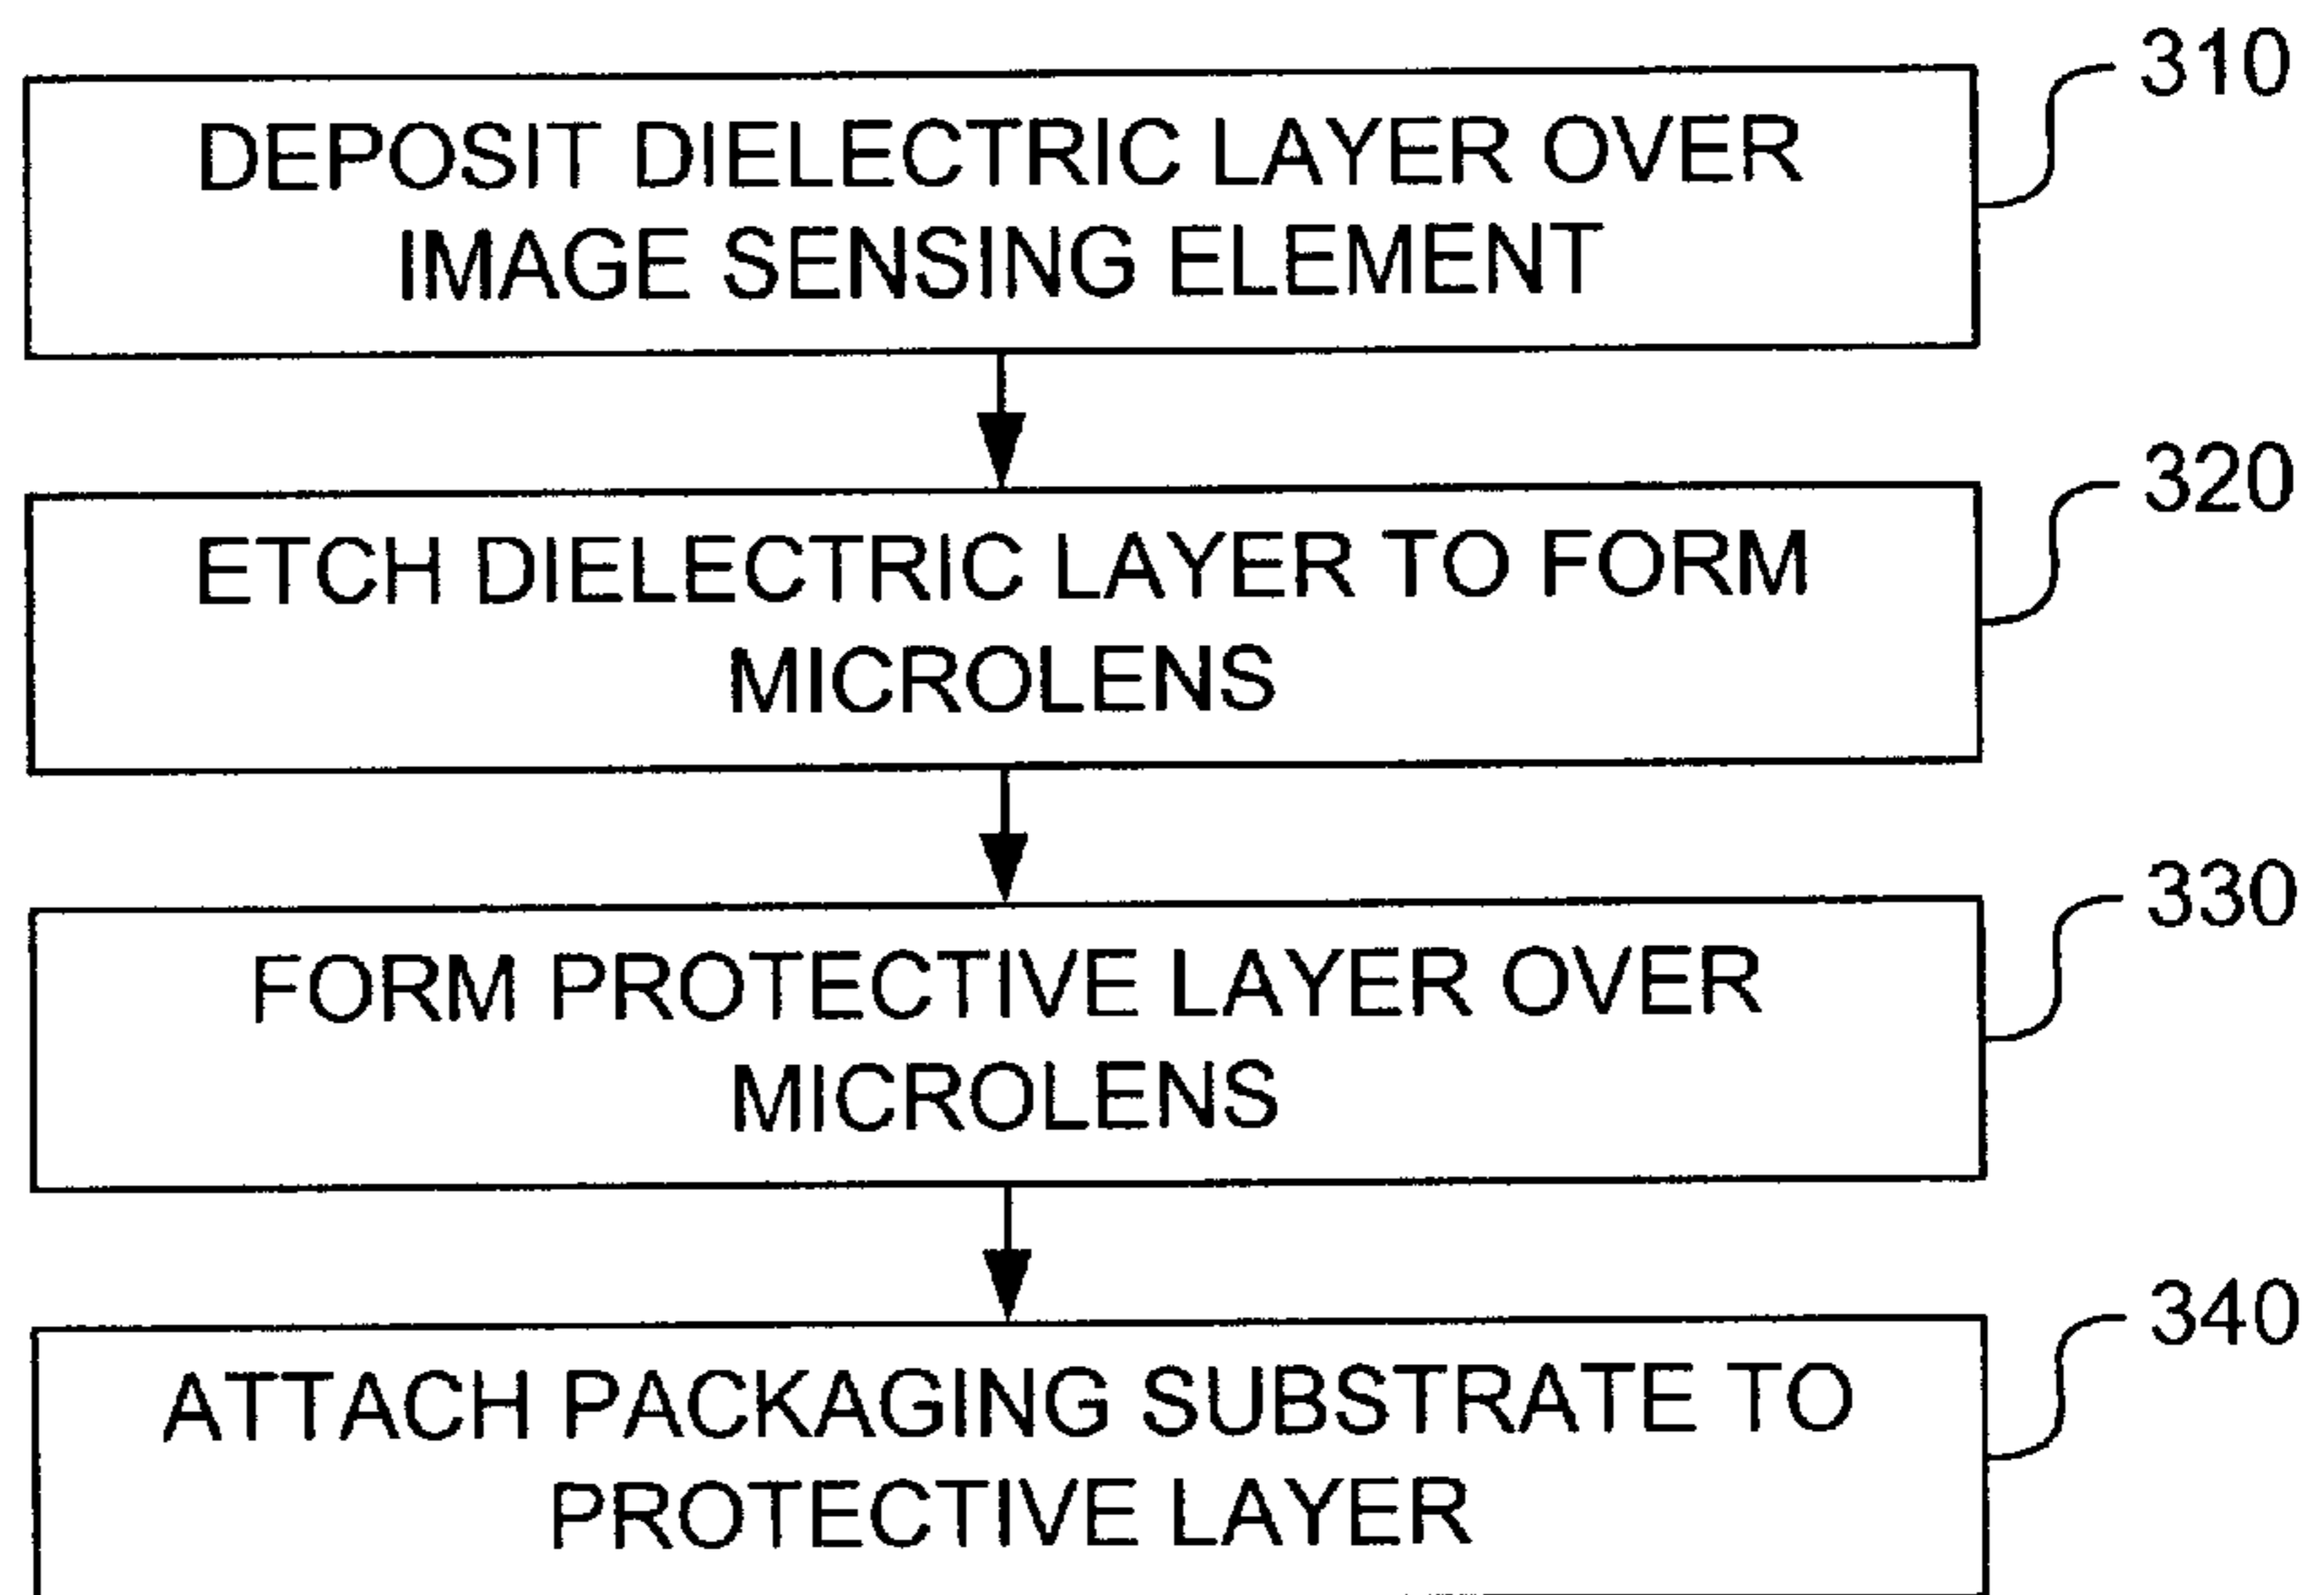 310
DEPOSIT DIELECTRIC LAYER OVER
IMAGE SENSING ELEMENT
320
ETCH DIELECTRIC LAYER TO FORM
MICROLENS
330
FORM PROTECTIVE LAYER OVER
MICROLENS
340
ATTACH PACKAGING SUBSTRATE TO
PROTECTIVE LAYER